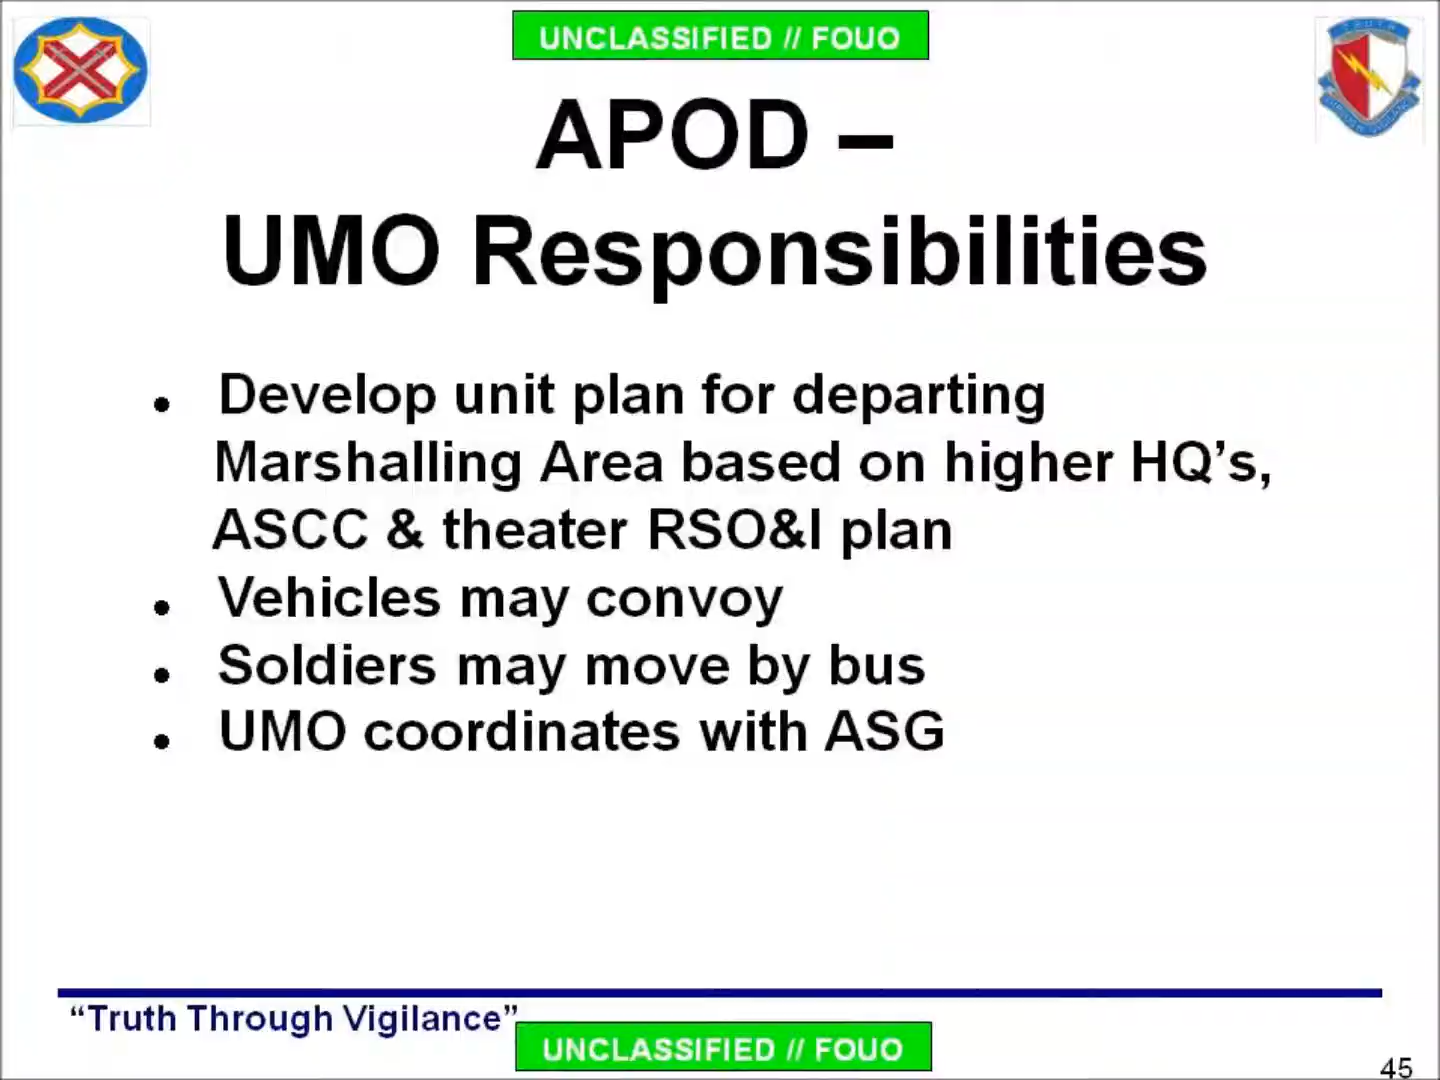 UNCLASSIFIED // FOUO
APOD –
UMO Responsibilities
• Develop unit plan for departing
Marshalling Area based on higher HQ’s,
ASCC & theater RSO&I plan
• Vehicles may convoy
• Soldiers may move by bus
• UMO coordinates with ASG
“Truth Through Vigilance”
UNCLASSIFIED // FOUO
45